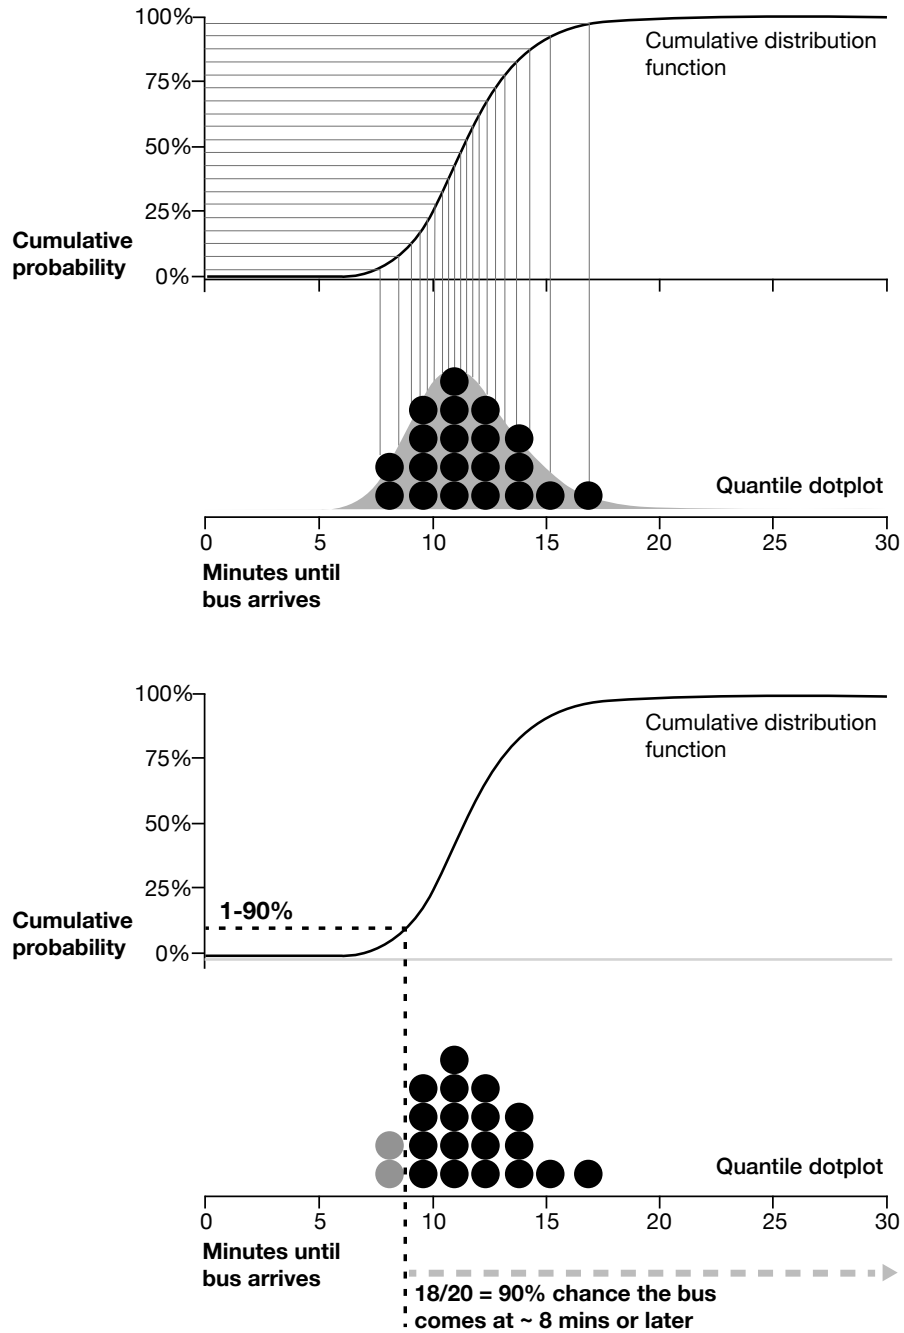 100%
Cumulative distribution
function
75%
50%
25%
Cumulative
probability
0%
Quantile dotplot
0 5 10 15 20 25 30
Minutes until
bus arrives
100%
Cumulative distribution
function
75%
50%
25%
1-90%
Cumulative
probability
0%
Quantile dotplot
0 5 10 15 20 25 30
Minutes until
bus arrives
18/20 = 90% chance the bus
comes at ~ 8 mins or later